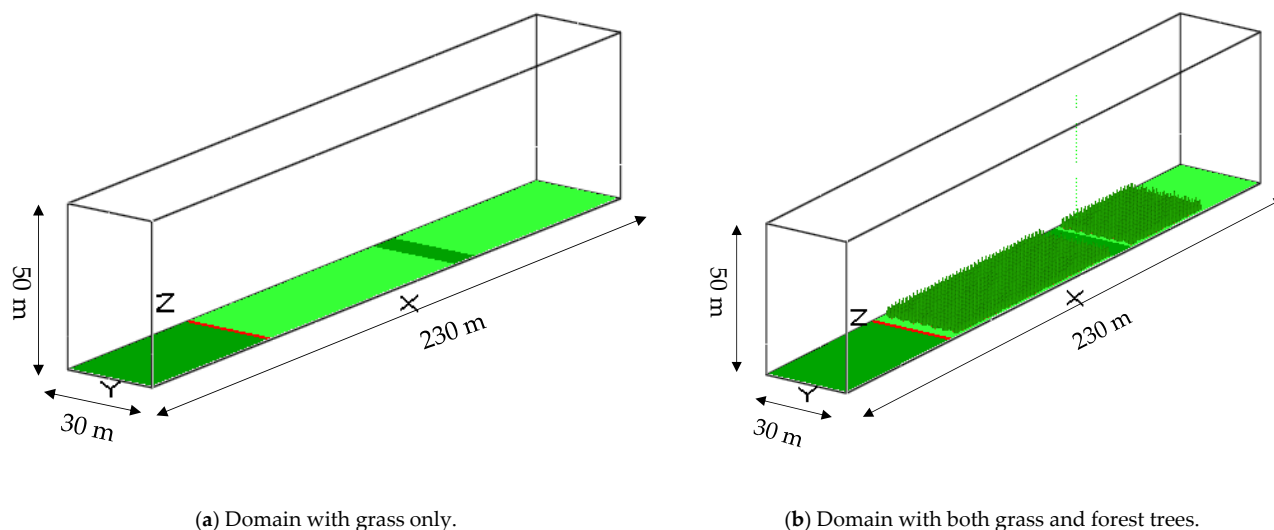 50 m
Z
X
230 m
Y
30 m
50 m
Z
X
230 m
Y
30 m
(a) Domain with grass only.
(b) Domain with both grass and forest trees.